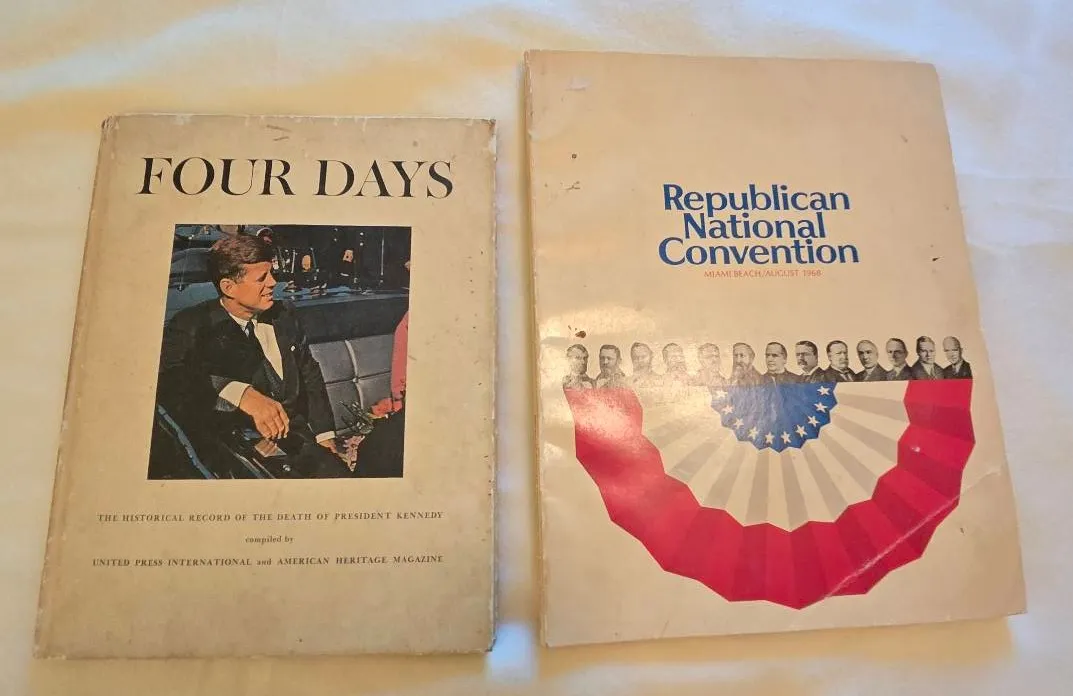 FOUR DAYS
THE HISTORICAL RECORD OF THE DEATH OF PRESIDENT KENNEDY
compiled by
UNITED PRESS INTERNATIONAL and AMERICAN HERITAGE MAGAZINE
Republican
National
Convention
MIAMI BEACH/AUGUST 1968